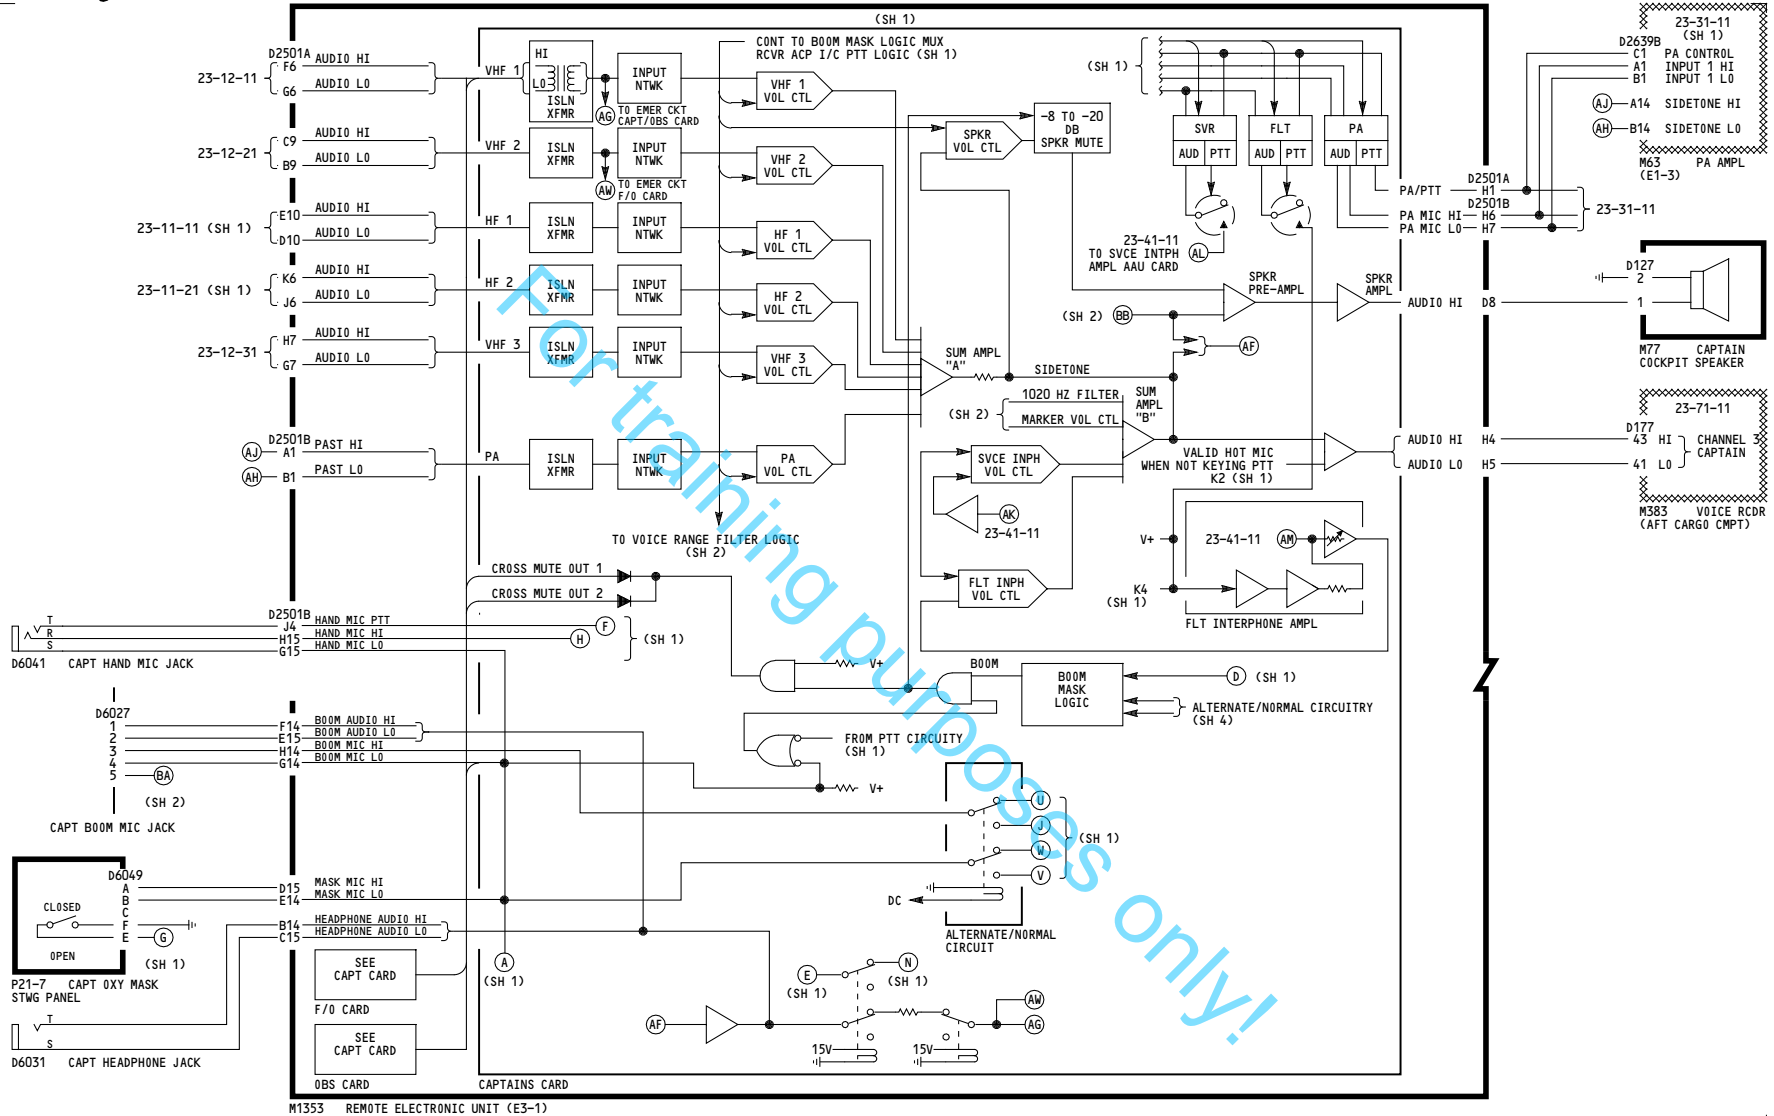 (SH 1)
D2501A
F6 AUDIO HI
23-12-11
G6 AUDIO LO
C9 AUDIO HI
23-12-21
B9 AUDIO LO
E10 AUDIO HI
23-11-11 (SH 1)
D10 AUDIO LO
K6 AUDIO HI
23-11-21 (SH 1)
J6 AUDIO LO
H7 AUDIO HI
23-12-31
G7 AUDIO LO
D2501B
AJ A1 PAST HI
AH B1 PAST LO
VHF 1
HI
LO
ISLN
XFMR
AG
TO EMER CKT
CAPT/OBS CARD
INPUT
NTWK
VHF 1
VOL CTL
VHF 2
ISLN
XFMR
AW
TO EMER CKT
F/O CARD
INPUT
NTWK
VHF 2
VOL CTL
HF 1
ISLN
XFMR
INPUT
NTWK
HF 1
VOL CTL
HF 2
ISLN
XFMR
INPUT
NTWK
HF 2
VOL CTL
VHF 3
ISLN
XFMR
INPUT
NTWK
VHF 3
VOL CTL
PA
ISLN
XFMR
INPUT
NTWK
PA
VOL CTL
CONT TO BOOM MASK LOGIC MUX
RCVR ACP I/C PTT LOGIC (SH 1)
TO VOICE RANGE FILTER LOGIC
(SH 2)
SPKR
VOL CTL
-8 TO -20
DB
SPKR MUTE
(SH 1)
SVR
AUD PTT
FLT
AUD PTT
PA
AUD PTT
23-41-11
TO SVCE INTPH
AMPL AAU CARD
AL
(SH 2) BB
SPKR
PRE-AMPL
SPKR
AMPL
AF
SUM AMPL
"A"
SIDETONE
1020 HZ FILTER
(SH 2)
MARKER VOL CTL
SUM
AMPL
"B"
SVCE INPH
VOL CTL
AK
23-41-11
VALID HOT MIC
WHEN NOT KEYING PTT
K2 (SH 1)
FLT INPH
VOL CTL
V+
K4
(SH 1)
23-41-11 AM
FLT INTERPHONE AMPL
PA/PTT
D2501A
H1
D2501B
PA MIC HI H6
PA MIC LO H7
23-31-11
AUDIO HI D8
AUDIO HI H4
AUDIO LO H5
23-31-11
(SH 1)
D2639B
C1 PA CONTROL
A1 INPUT 1 HI
B1 INPUT 1 LO
AJ A14 SIDETONE HI
AH B14 SIDETONE LO
M63 PA AMPL
(E1-3)
D127
2
1
M77 CAPTAIN
COCKPIT SPEAKER
23-71-11
D177
43 HI CHANNEL 3
CAPTAIN
41 LO
M383 VOICE RCDR
(AFT CARGO CMPT)
CROSS MUTE OUT 1
CROSS MUTE OUT 2
D2501B
T J4 HAND MIC PTT F
R H15 HAND MIC HI H
S G15 HAND MIC LO
(SH 1)
D6041 CAPT HAND MIC JACK
V+
BOOM
BOOM
MASK
LOGIC
D (SH 1)
ALTERNATE/NORMAL CIRCUITRY
(SH 4)
FROM PTT CIRCUITY
(SH 1)
V+
D6027
1 F14 BOOM AUDIO HI
2 E15 BOOM AUDIO LO
3 H14 BOOM MIC HI
4 G14 BOOM MIC LO
5 BA
(SH 2)
CAPT BOOM MIC JACK
U
J
(SH 1)
W
V
DC
ALTERNATE/NORMAL
CIRCUIT
D6049
A D15 MASK MIC HI
B E14 MASK MIC LO
C
CLOSED
F
E G
OPEN
(SH 1)
B14 HEADPHONE AUDIO HI
C15 HEADPHONE AUDIO LO
P21-7 CAPT OXY MASK
STWG PANEL
T
S
D6031 CAPT HEADPHONE JACK
SEE
CAPT CARD
F/O CARD
SEE
CAPT CARD
OBS CARD
A
(SH 1)
E
(SH 1)
N
(SH 1)
AF
AW
AG
15V
15V
CAPTAINS CARD
M1353 REMOTE ELECTRONIC UNIT (E3-1)
For training purposes only!